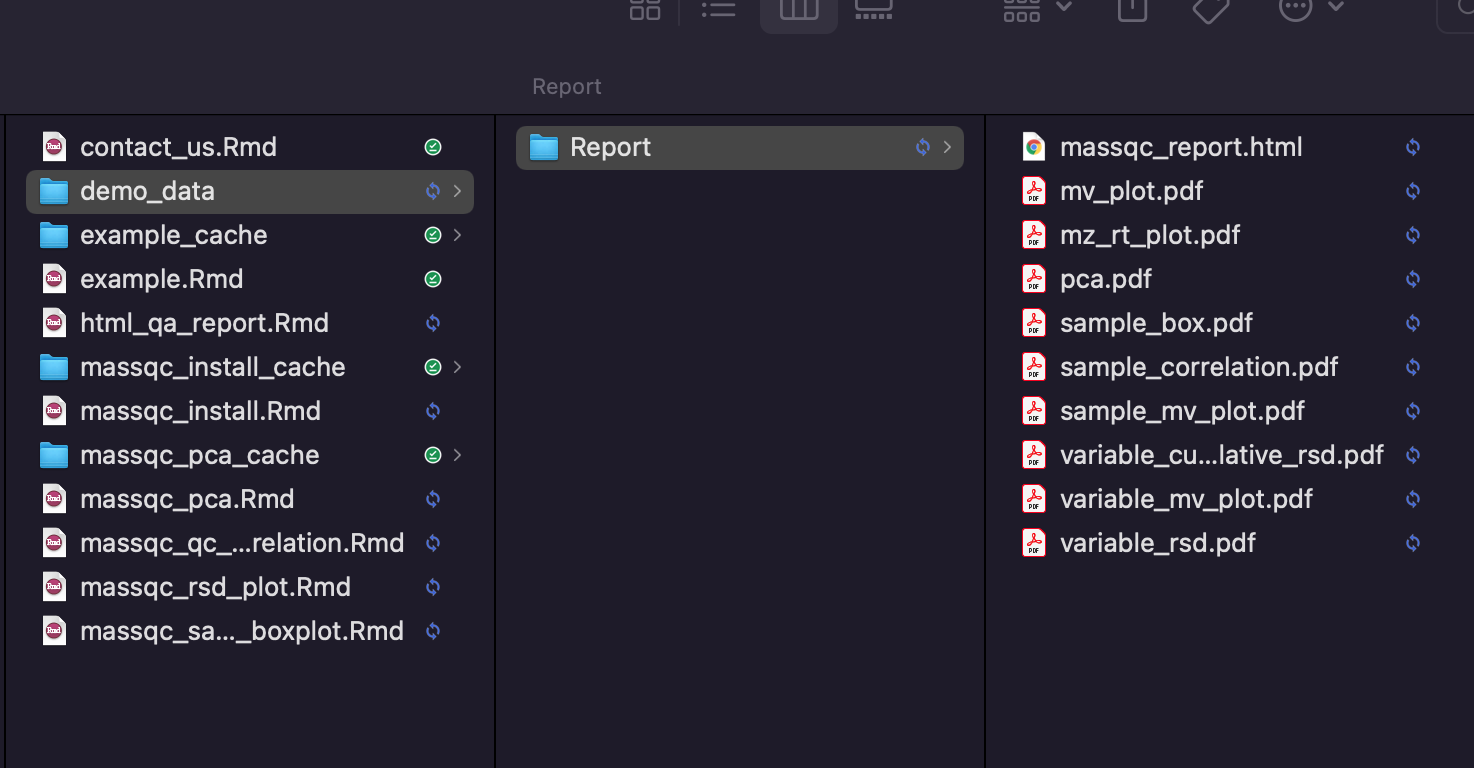 Report
contact_us.Rmd
demo_data
example_cache
example.Rmd
html_qa_report.Rmd
massqc_install_cache
massqc_install.Rmd
massqc_pca_cache
massqc_pca.Rmd
massqc_qc_...relation.Rmd
massqc_rsd_plot.Rmd
massqc_sa..._boxplot.Rmd
Report
massqc_report.html
mv_plot.pdf
mz_rt_plot.pdf
pca.pdf
sample_box.pdf
sample_correlation.pdf
sample_mv_plot.pdf
variable_cu...lative_rsd.pdf
variable_mv_plot.pdf
variable_rsd.pdf